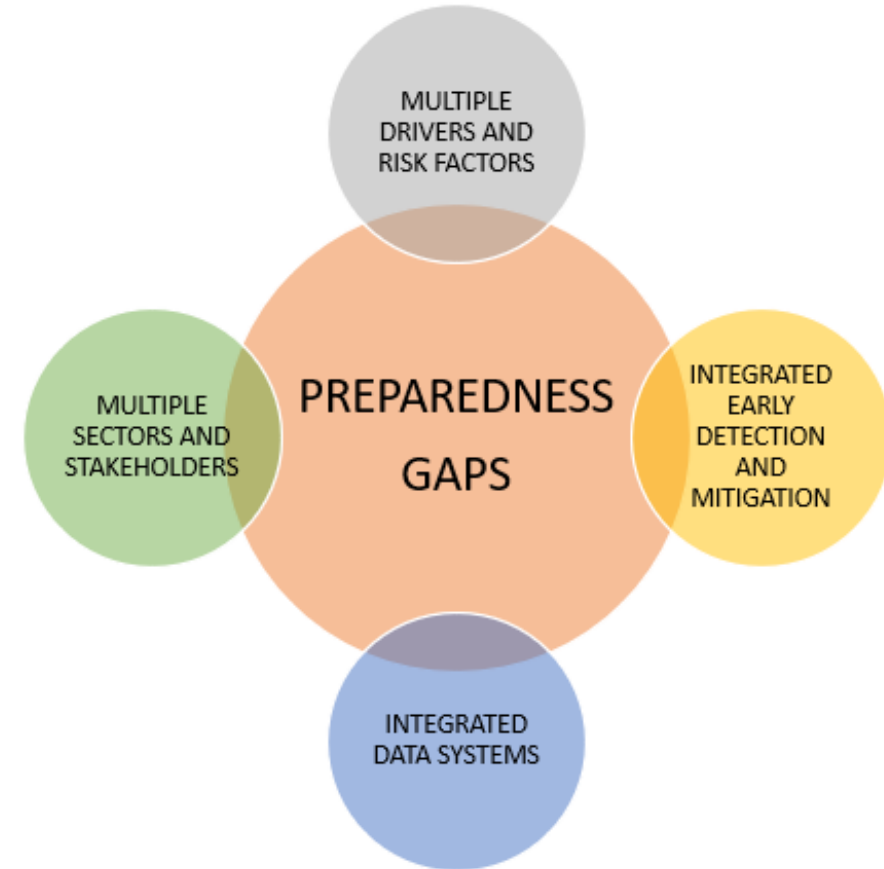 MULTIPLE
DRIVERS AND
RISK FACTORS
PREPAREDNESS
GAPS
MULTIPLE
SECTORS AND
STAKEHOLDERS
INTEGRATED
EARLY
DETECTION
AND
MITIGATION
INTEGRATED
DATA SYSTEMS